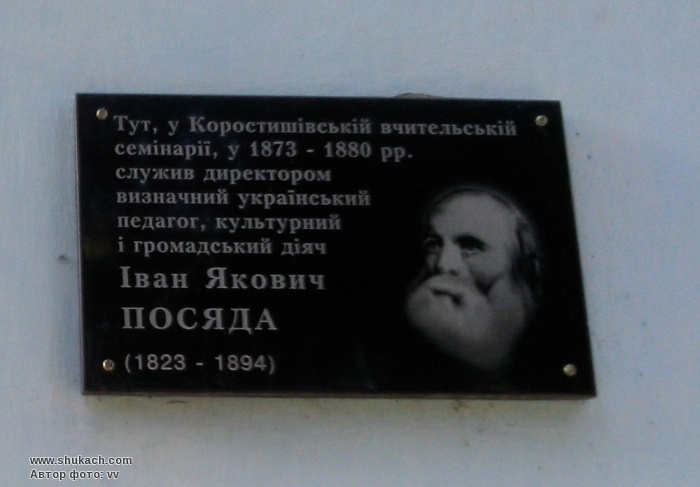 Тут, у Коростишівській вчительській
семінарії, у 1873 - 1880 рр.
служив директором
визначний український
педагог, культурний
і громадський діяч
Іван Якович
ПОСЯДА
(1823 - 1894)
www.shukach.com
Автор фото: vv